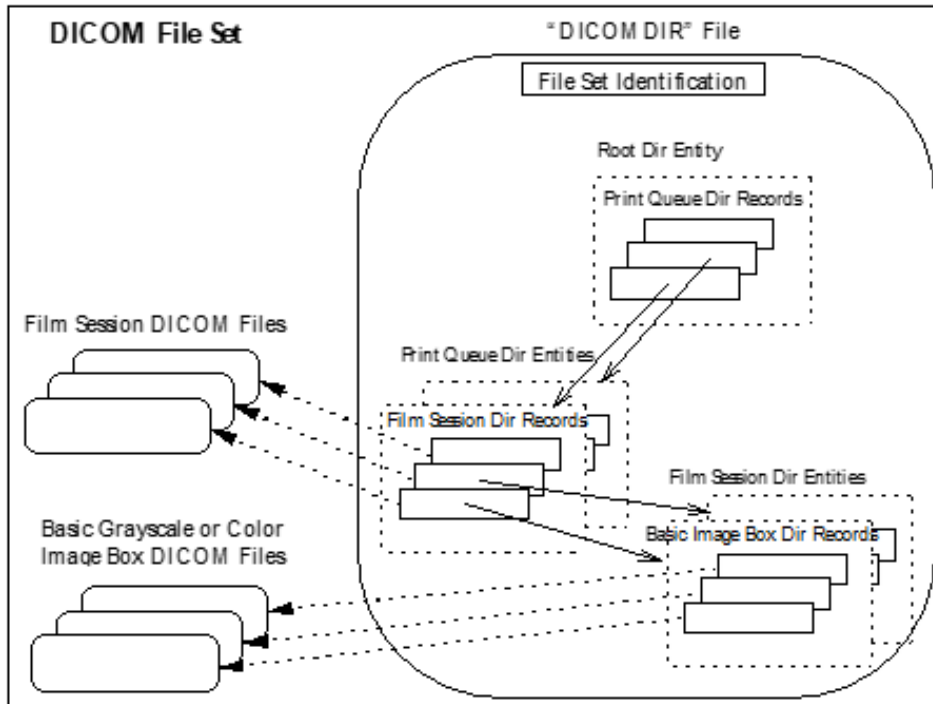 DICOM File Set
"DICOM DIR" File
File Set Identification
Root Dir Entity
Print Queue Dir Records
Film Session DICOM Files
Print Queue Dir Entities
Film Session Dir Records
Film Session Dir Entities
Basic Grayscale or Color
Image Box DICOM Files
Basic Image Box Dir Records